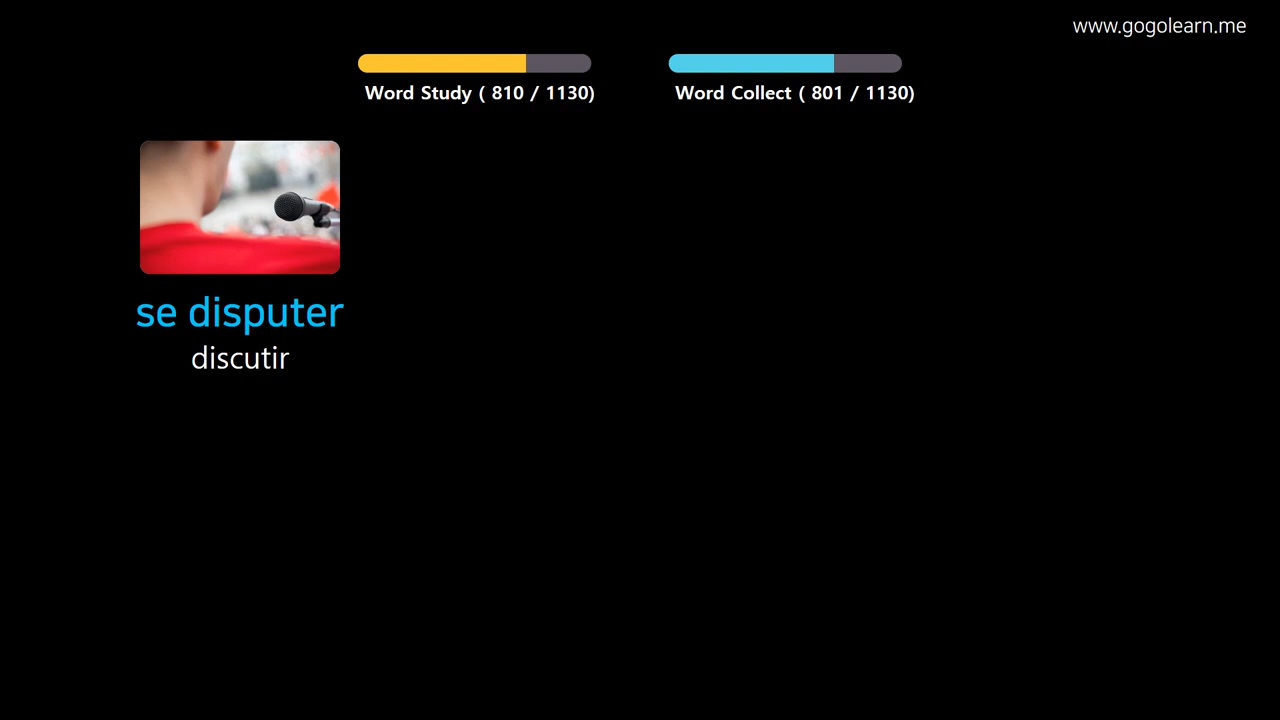 www.gogolearn.me
Word Study ( 810 / 1130)
Word Collect ( 801 / 1130)
se disputer
discutir